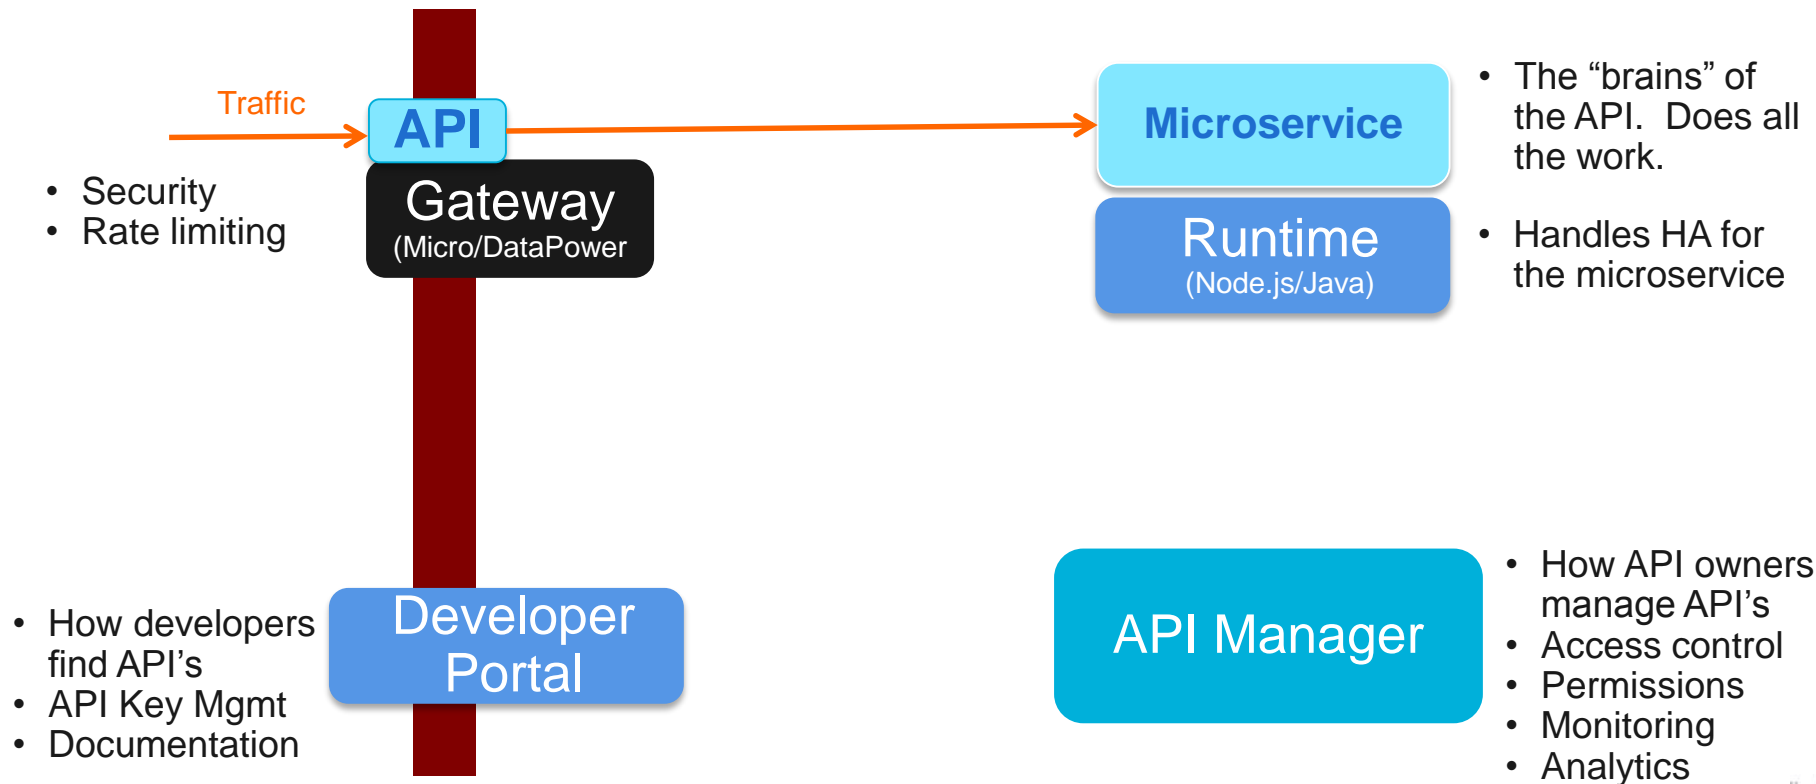 Traffic
API
Gateway
(Micro/DataPower
• Security
• Rate limiting
Microservice
• The “brains” of
the API.  Does all
the work.
Runtime
(Node.js/Java)
• Handles HA for
the microservice
Developer
Portal
• How developers
find API's
• API Key Mgmt
• Documentation
API Manager
• How API owners
manage API’s
• Access control
• Permissions
• Monitoring
• Analytics